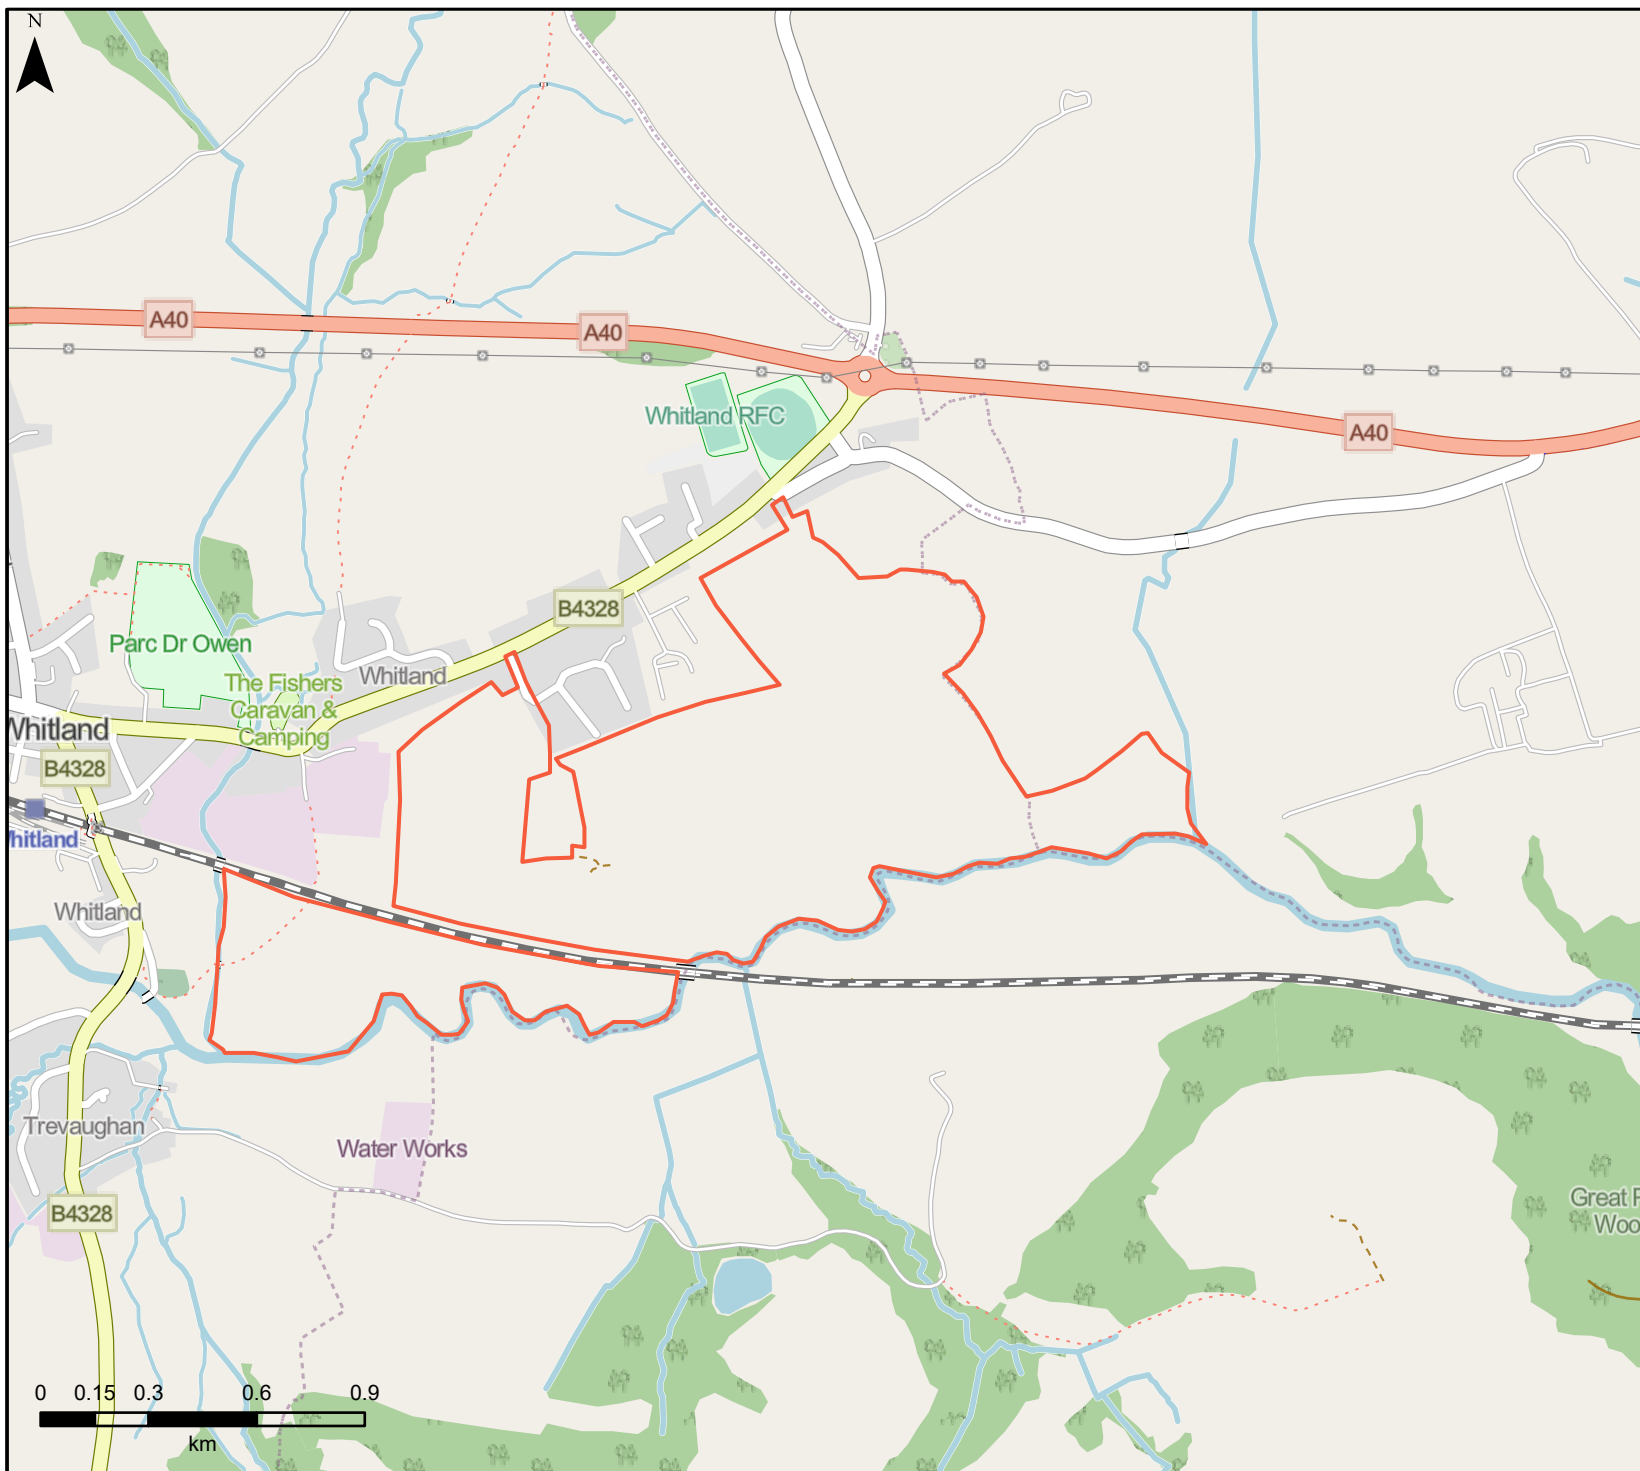 N
A40
A40
Whitland RFC
A40
B4328
Parc Dr Owen
Whitland
The Fishers
Caravan &
Camping
Whitland
B4328
hitland
Whitland
Trevaughan
Water Works
B4328
Great
Woo
0 0.15 0.3 0.6 0.9
km